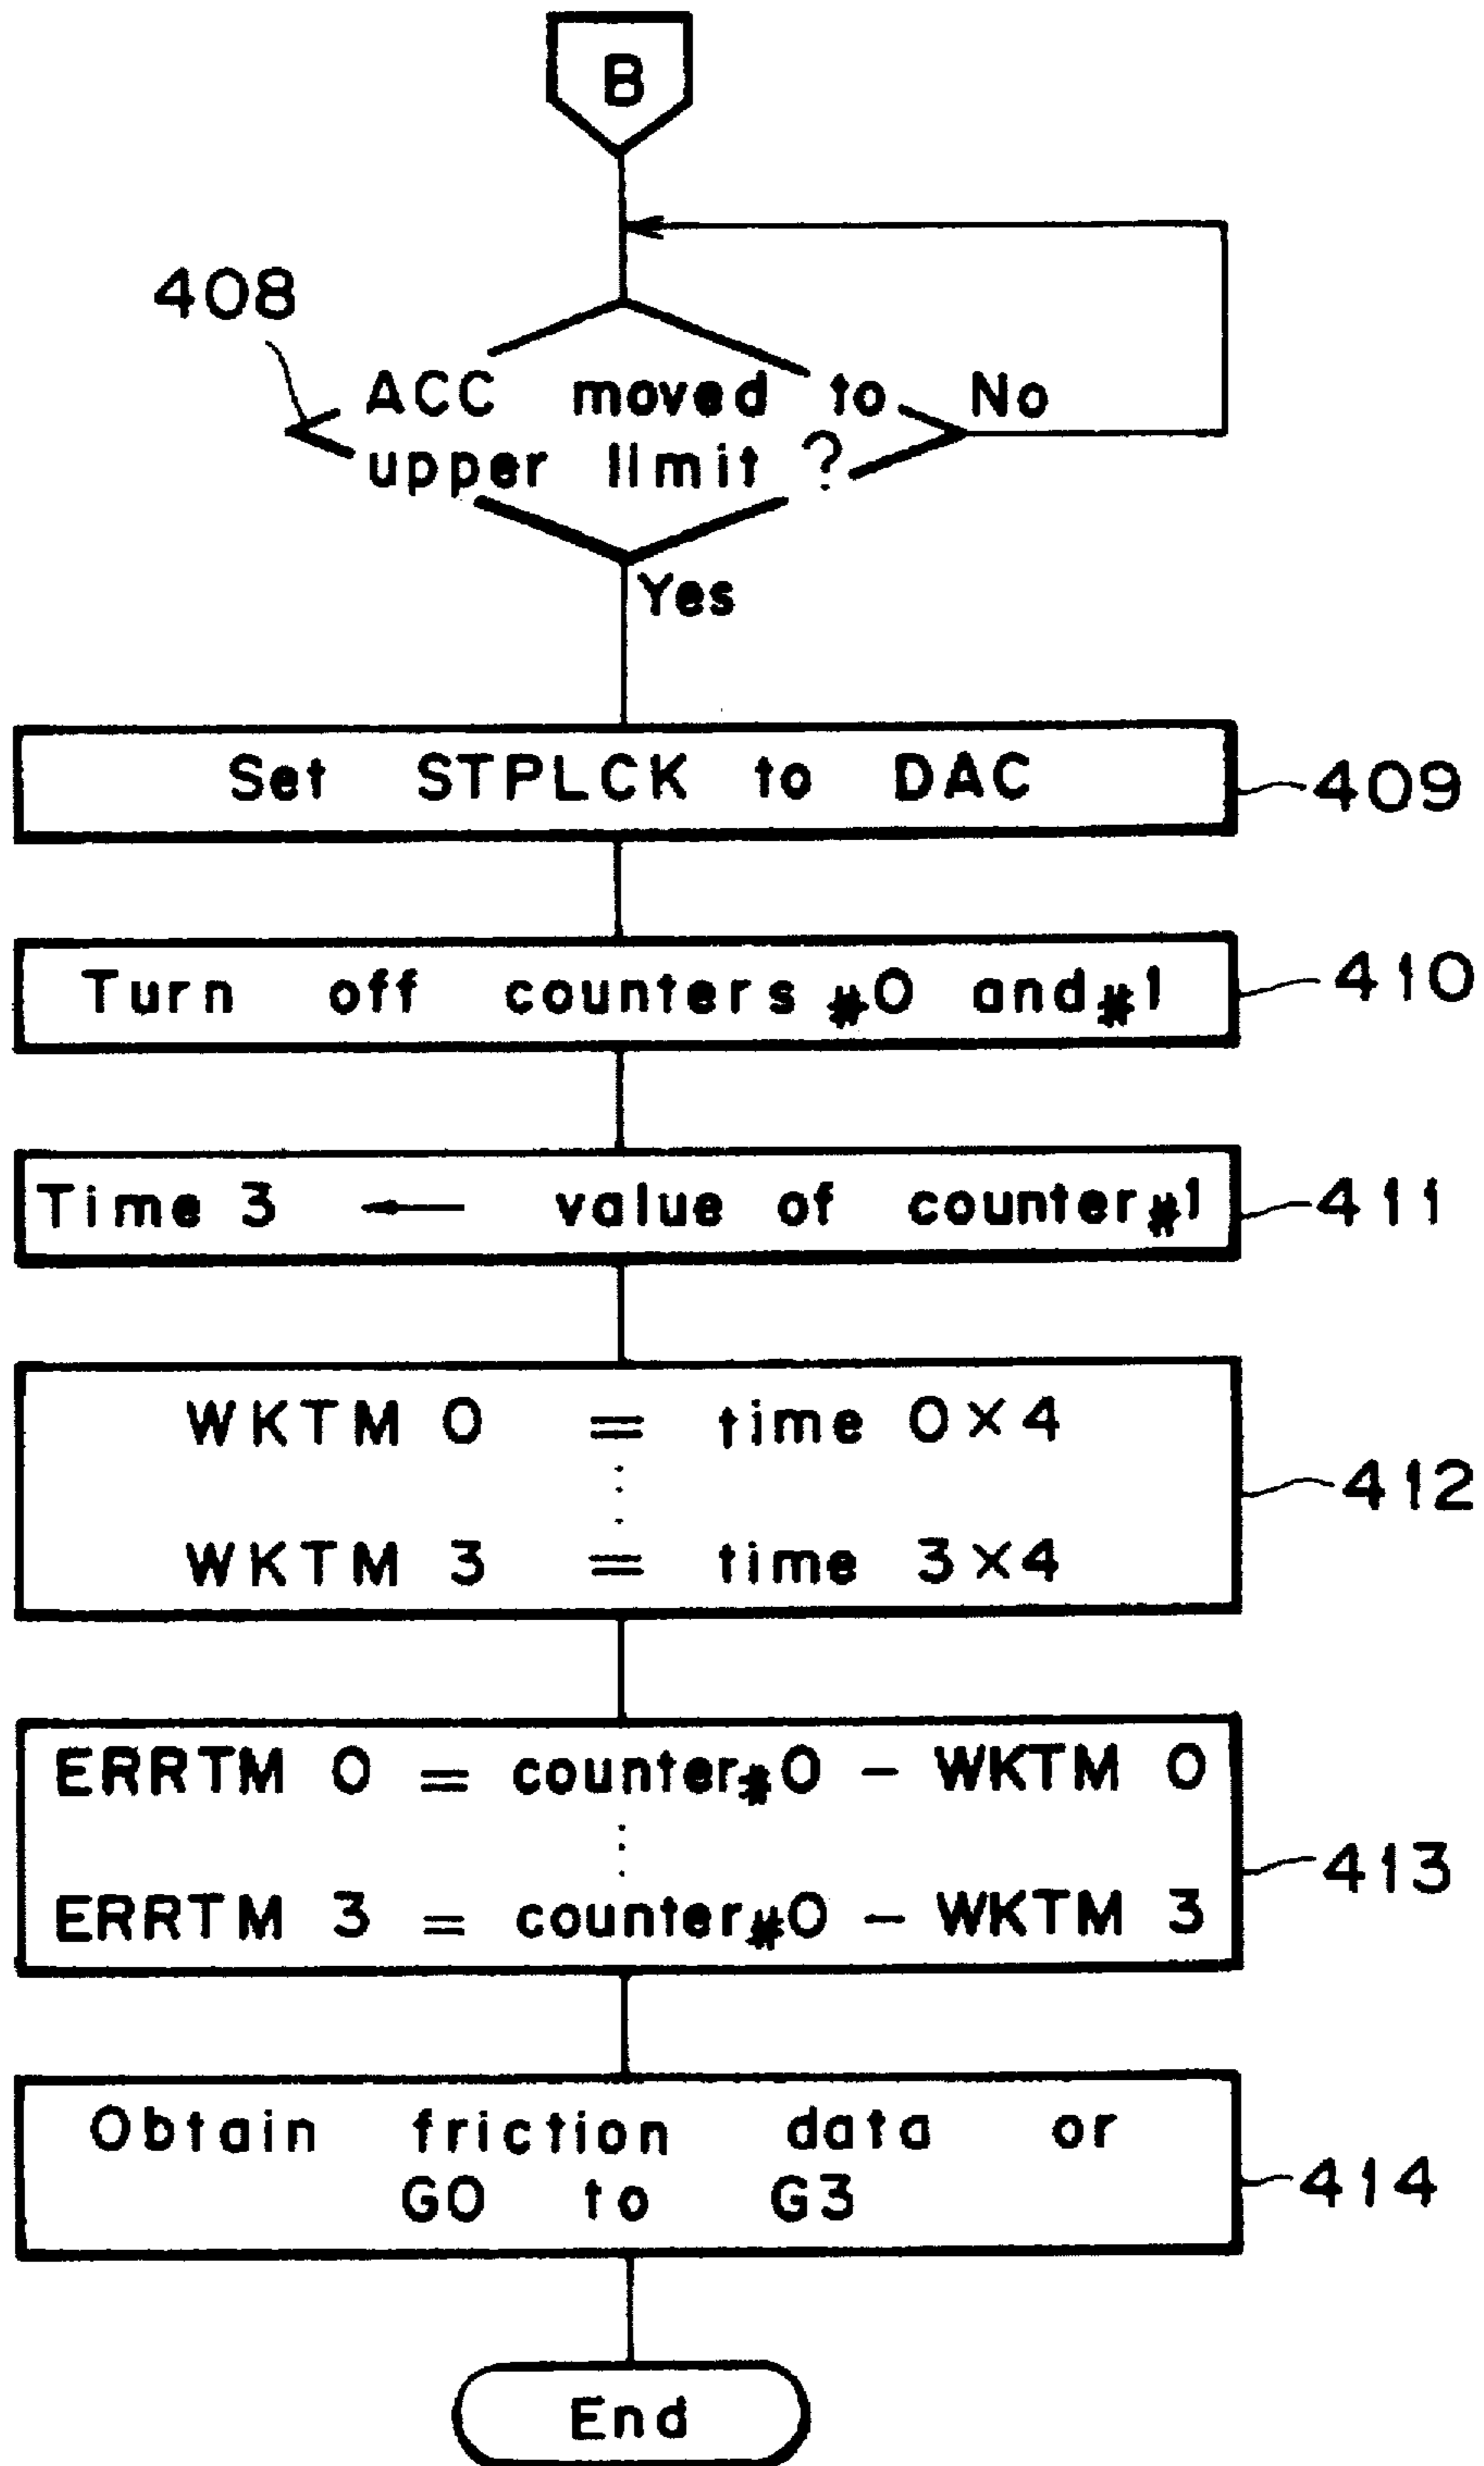 B
408
ACC moved to No
upper limit ?
Yes
Set STPLCK to DAC
409
Turn off counters #0 and #1
410
Time 3 ← value of counter #1
411
WKTM 0 = time 0×4
⋮
412
WKTM 3 = time 3×4
ERRTM 0 = counter #0 - WKTM 0
⋮
413
ERRTM 3 = counter #0 - WKTM 3
Obtain friction data or
G0 to G3
414
End